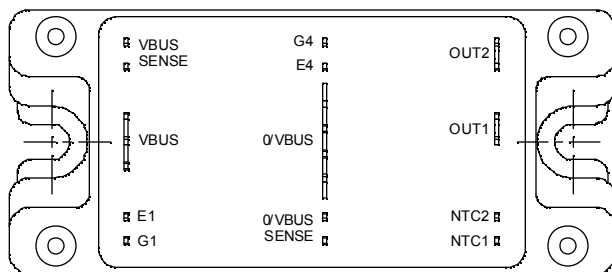 VBUS
SENSE
G4
E4
OUT2
VBUS
0/VBUS
OUT1
E1
G1
0/VBUS
SENSE
NTC2
NTC1